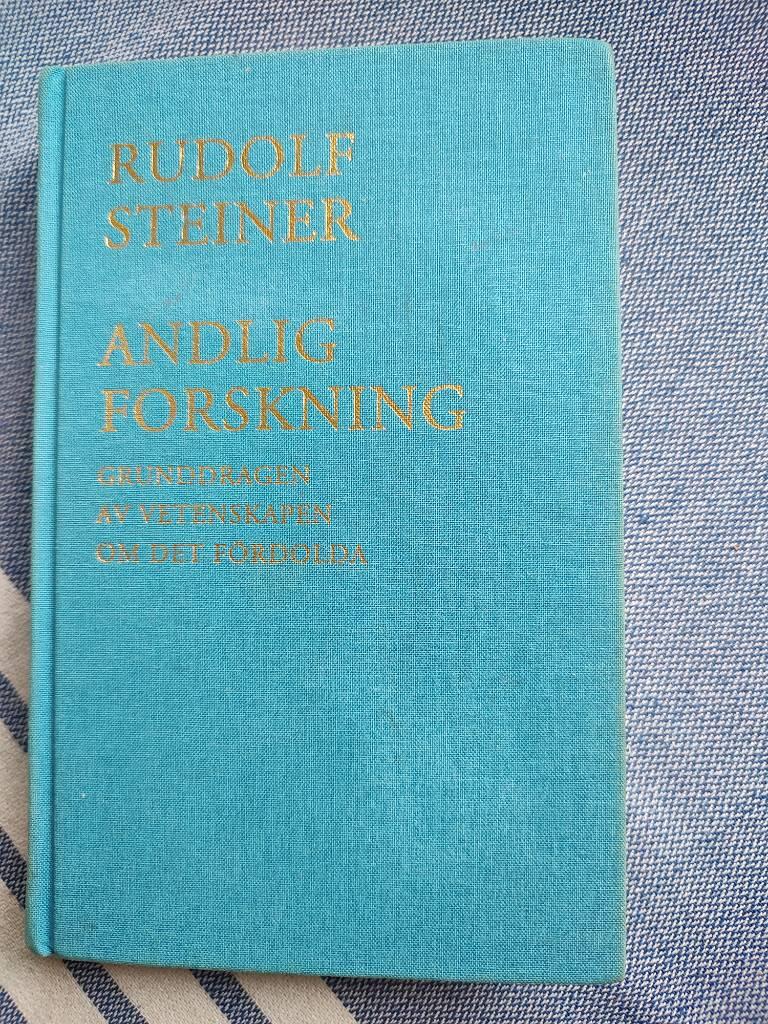 RUDOLF
STEINER
ANDLIG
FORSKNING
GRUNDDRAGEN
AV VETENSKAPEN
OM DET FÖRDOLDA